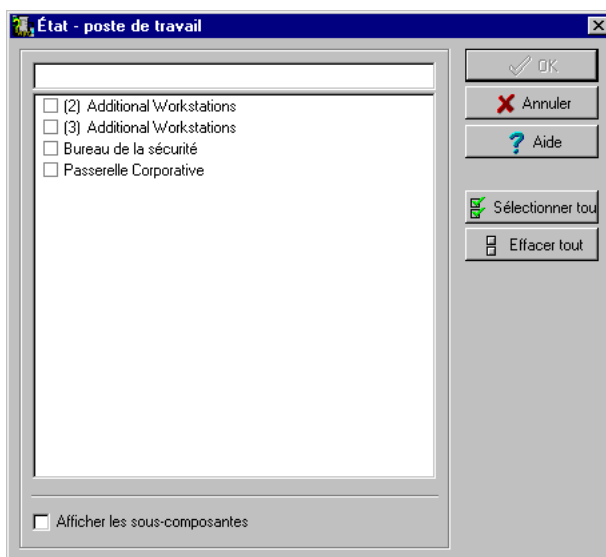 État - poste de travail
OK
Annuler
Aide
(2) Additional Workstations
(3) Additional Workstations
Bureau de la sécurité
Passerelle Corporative
Sélectionner tou
Effacer tout
Afficher les sous-composantes